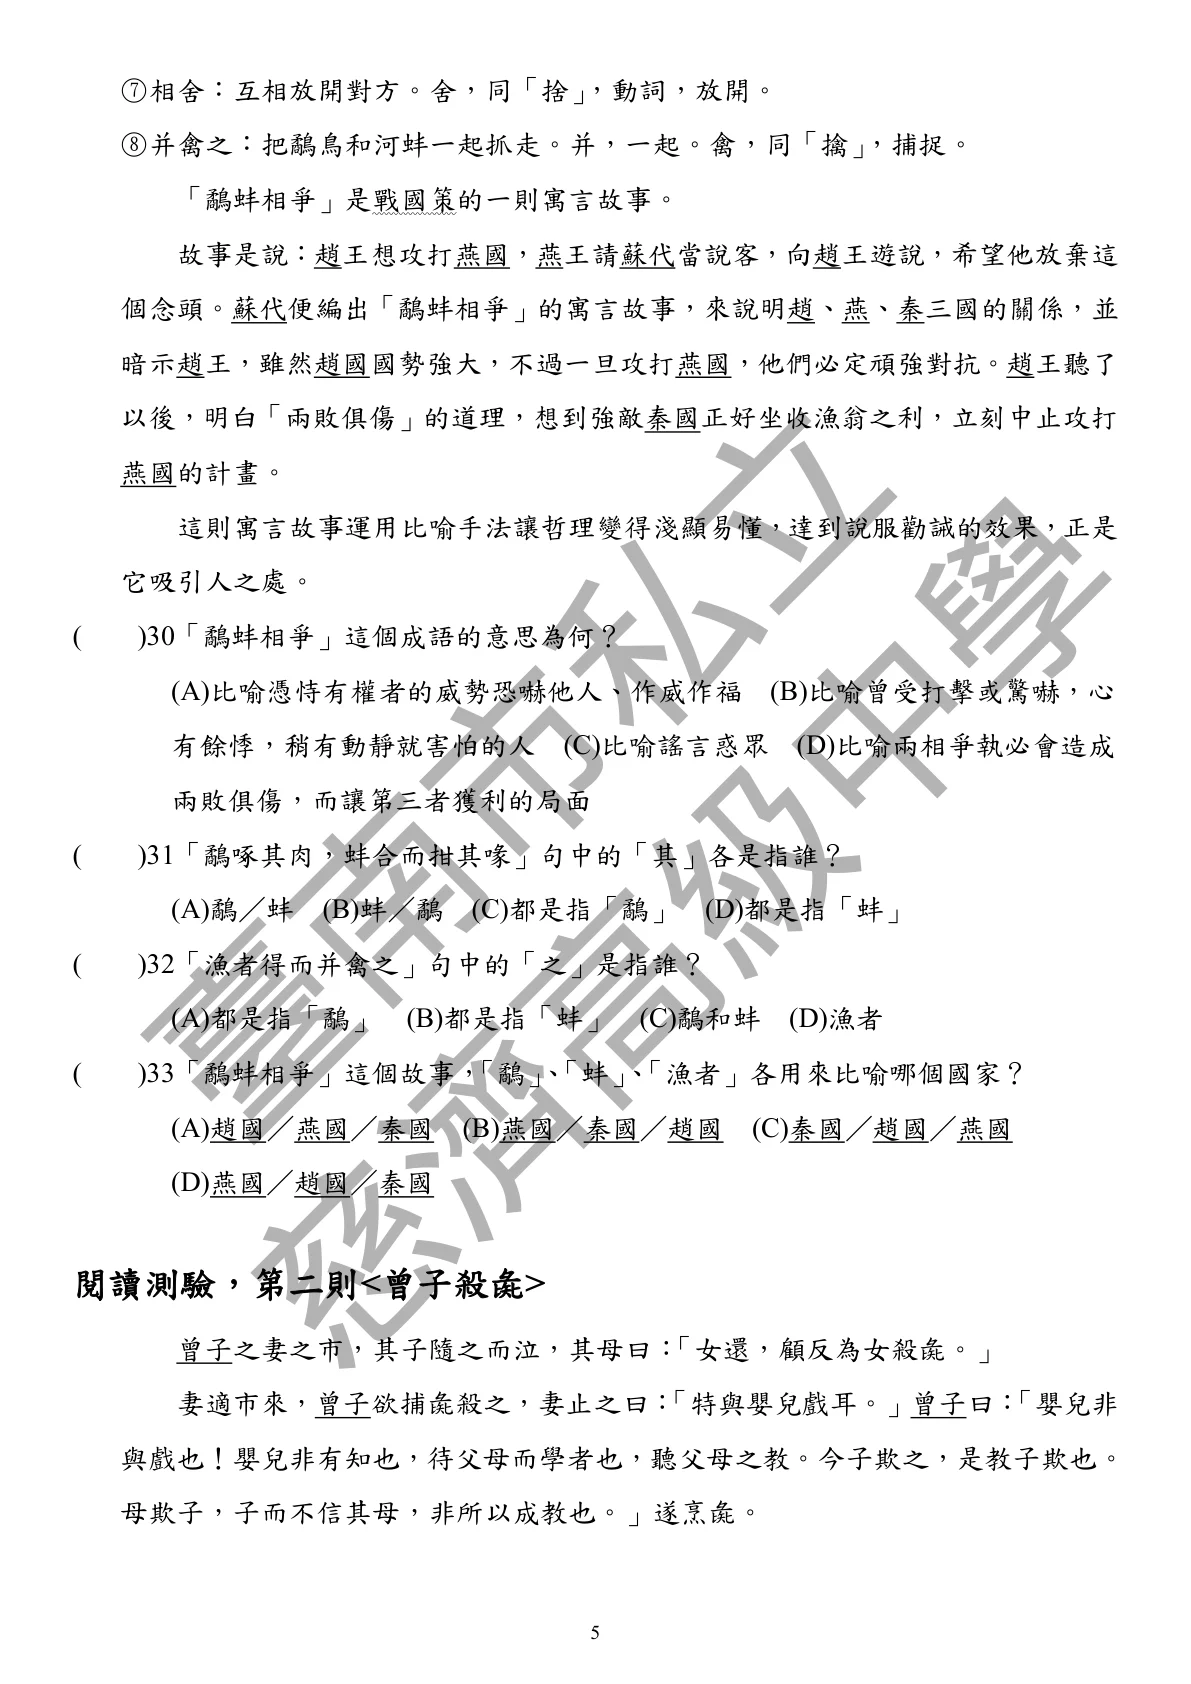 ⑦相舍：互相放開對方。舍，同「捨」，動詞，放開。
⑧并禽之：把鷸鳥和河蚌一起抓走。并，一起。禽，同「擒」，捕捉。
「鷸蚌相爭」是戰國策的一則寓言故事。
故事是說：趙王想攻打燕國，燕王請蘇代當說客，向趙王遊說，希望他放棄這
個念頭。蘇代便編出「鷸蚌相爭」的寓言故事，來說明趙、燕、秦三國的關係，並
暗示趙王，雖然趙國國勢強大，不過一旦攻打燕國，他們必定頑強對抗。趙王聽了
以後，明白「兩敗俱傷」的道理，想到強敵秦國正好坐收漁翁之利，立刻中止攻打
燕國的計畫。
這則寓言故事運用比喻手法讓哲理變得淺顯易懂，達到說服勸誡的效果，正是
它吸引人之處。
(　　)30「鷸蚌相爭」這個成語的意思為何？
(A)比喻憑恃有權者的威勢恐嚇他人、作威作福　(B)比喻曾受打擊或驚嚇，心
有餘悸，稍有動靜就害怕的人　(C)比喻謠言惑眾　(D)比喻兩相爭執必會造成
兩敗俱傷，而讓第三者獲利的局面
(　　)31「鷸啄其肉，蚌合而拑其喙」句中的「其」各是指誰？
(A)鷸／蚌　(B)蚌／鷸　(C)都是指「鷸」　(D)都是指「蚌」
(　　)32「漁者得而并禽之」句中的「之」是指誰？
(A)都是指「鷸」　(B)都是指「蚌」　(C)鷸和蚌　(D)漁者
(　　)33「鷸蚌相爭」這個故事，「鷸」、「蚌」、「漁者」各用來比喻哪個國家？
(A)趙國／燕國／秦國　(B)燕國／秦國／趙國　(C)秦國／趙國／燕國
(D)燕國／趙國／秦國
閱讀測驗，第二則<曾子殺彘>
曾子之妻之市，其子隨之而泣，其母曰：「女還，顧反為女殺彘。」
妻適市來，曾子欲捕彘殺之，妻止之曰：「特與嬰兒戲耳。」曾子曰：「嬰兒非
與戲也！嬰兒非有知也，待父母而學者也，聽父母之教。今子欺之，是教子欺也。
母欺子，子而不信其母，非所以成教也。」遂烹彘。
5
臺南市私立
慈濟高級中學